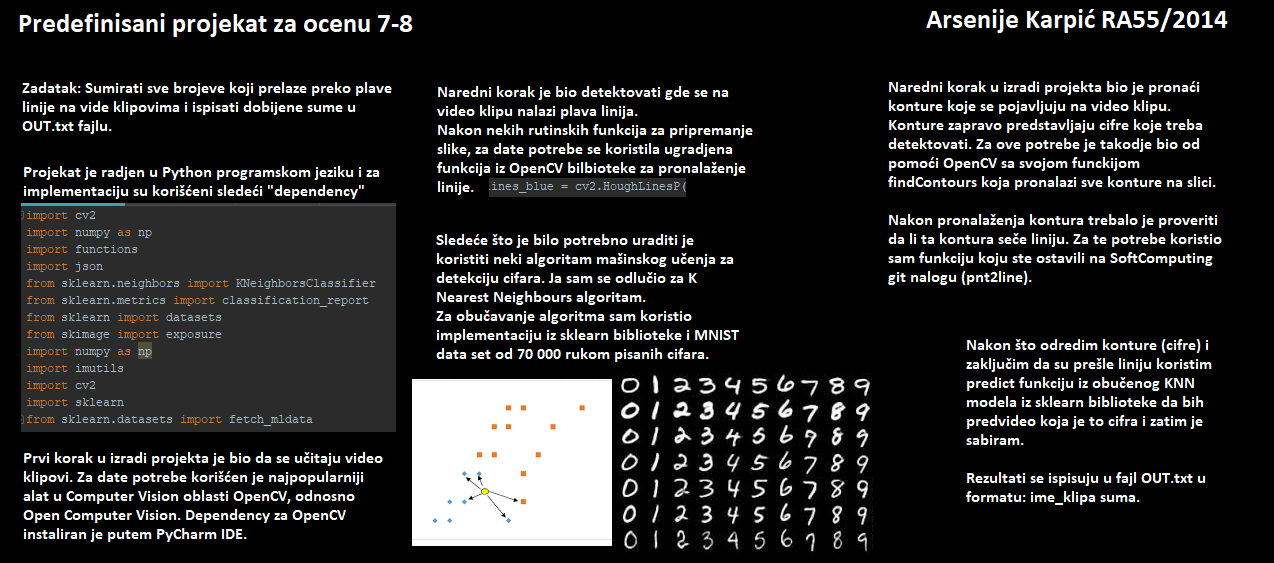 Predefinisani projekat za ocenu 7-8
Arsenije Karpić RA55/2014
Zadatak: Sumirati sve brojeve koji prelaze preko plave
linije na vide klipovima i ispisati dobijene sume u
OUT.txt fajlu.
Projekat je radjen u Python programskom jeziku i za
implementaciju su korišćeni sledeći "dependency"
import cv2
import numpy as np
import functions
import json
from sklearn.neighbors import KNeighborsClassifier
from sklearn.metrics import classification_report
from sklearn import datasets
from skimage import exposure
import numpy as np
import imutils
import cv2
import sklearn
from sklearn.datasets import fetch_mldata
Prvi korak u izradi projekta je bio da se učitaju video
klipovi. Za date potrebe korišćen je najpopularniji
alat u Computer Vision oblasti OpenCV, odnosno
Open Computer Vision. Dependency za OpenCV
instaliran je putem PyCharm IDE.
Naredni korak je bio detektovati gde se na
video klipu nalazi plava linija.
Nakon nekih rutinskih funkcija za pripremanje
slike, za date potrebe se koristila ugradjena
funkcija iz OpenCV bilbioteke za pronalaženje
linije. ines_blue = cv2.HoughLinesP(
Sledeće što je bilo potrebno uraditi je
koristiti neki algoritam mašinskog učenja za
detekciju cifara. Ja sam se odlučio za K
Nearest Neighbours algoritam.
Za obučavanje algoritma sam koristio
implementaciju iz sklearn biblioteke i MNIST
data set od 70 000 rukom pisanih cifara.
0 1 2 3 4 5 6 7 8 9
0 1 2 3 4 5 6 7 8 9
0 1 2 3 4 5 6 7 8 9
0 1 2 3 4 5 6 7 8 9
0 1 2 3 4 5 6 7 8 9
0 1 2 3 4 5 6 7 8 9
0 1 2 3 4 5 6 7 8 9
Naredni korak u izradi projekta bio je pronaći
konture koje se pojavljuju na video klipu.
Konture zapravo predstavljaju cifre koje treba
detektovati. Za ove potrebe je takodje bio od
pomoći OpenCV sa svojom funckijom
findContours koja pronalazi sve konture na slici.
Nakon pronalaženja kontura trebalo je proveriti
da li ta kontura seče liniju. Za te potrebe koristio
sam funkciju koju ste ostavili na SoftComputing
git nalogu (pnt2line).
Nakon što odredim konture (cifre) i
zaključim da su prešle liniju koristim
predict funkciju iz obučenog KNN
modela iz sklearn biblioteke da bih
predvideo koja je to cifra i zatim je
sabiram.
Rezultati se ispisuju u fajl OUT.txt u
formatu: ime_klipa suma.